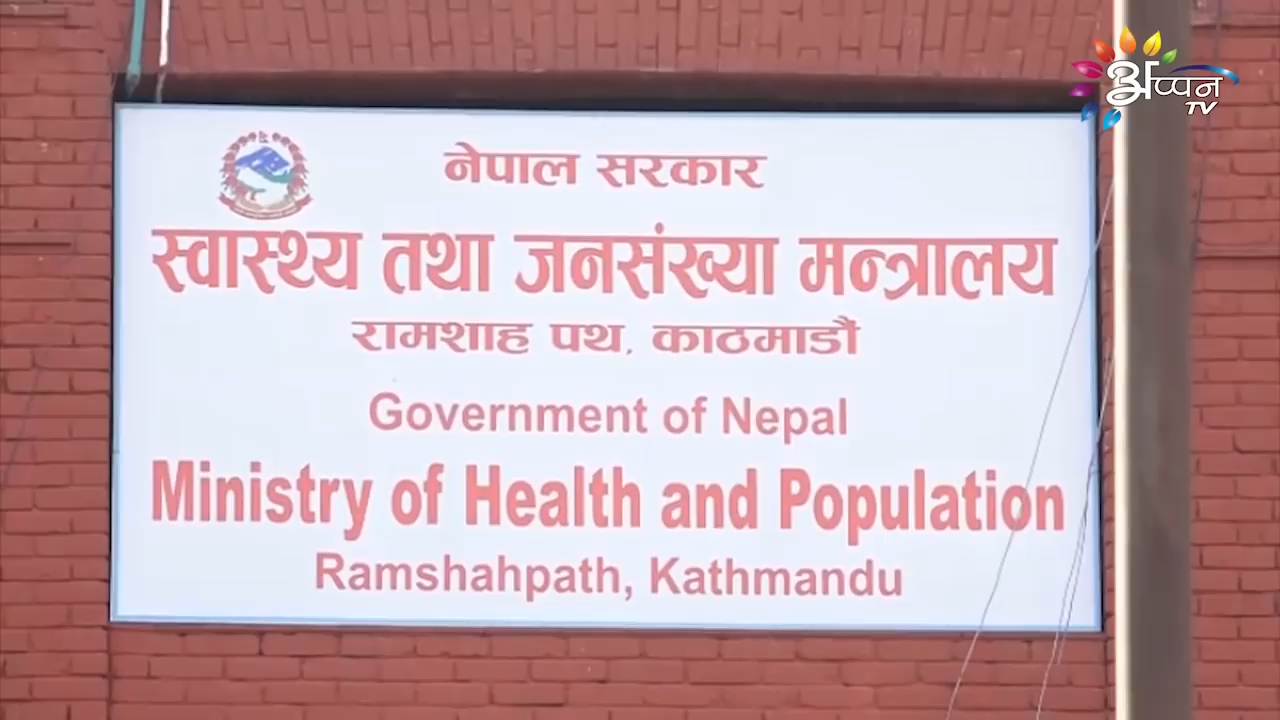 अप्पन
TV
नेपाल सरकार
स्वास्थ्य तथा जनसंख्या मन्त्रालय
रामशाह पथ, काठमाडौं
Government of Nepal
Ministry of Health and Population
Ramshahpath, Kathmandu